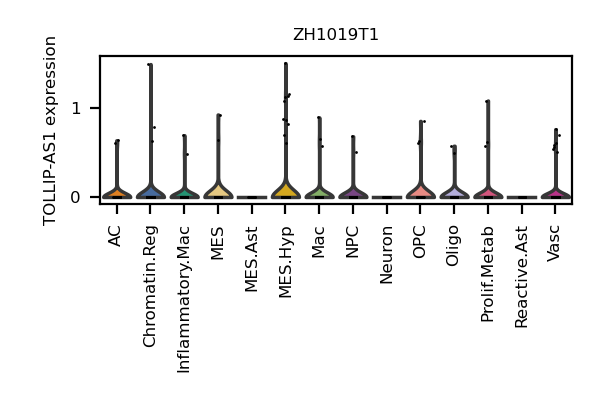 ZH1019T1
TOLLIP-AS1 expression
1
0
AC
Chromatin.Reg
Inflammatory.Mac
MES
MES.Ast
MES.Hyp
Mac
NPC
Neuron
OPC
Oligo
Prolif.Metab
Reactive.Ast
Vasc